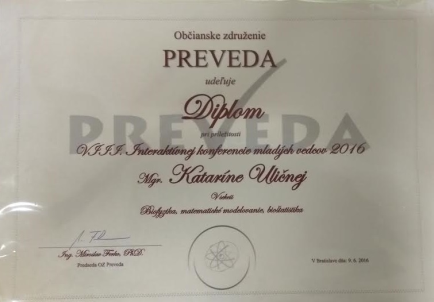 Občianske združenie
PREVEDA
udeľuje
Diplom
pri príležitosti
PREVEDA
VIII. Interaktívnej konferencie mladých vedcov 2016
Mgr. Kataríne Uličnej
V sekcii
Biofyzika, matematické modelovanie, bioštatistika
Ing. Miroslav Ferko, PhD.
Predseda OZ Preveda
V Bratislave dňa: 9. 6. 2016